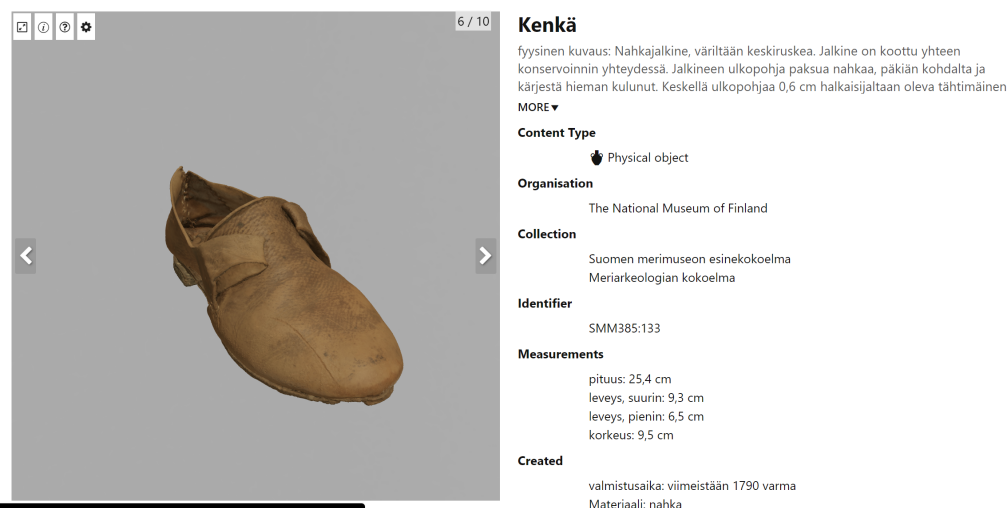 6 / 10
Kenkä
fyysinen kuvaus: Nahkajalkine, väriltään keskiruskea. Jalkine on koottu yhteen
konservoinnin yhteydessä. Jalkineen ulkopohja paksua nahkaa, päkiän kohdalta ja
kärjestä hieman kulunut. Keskellä ulkopohjaa 0,6 cm halkaisijaltaan oleva tähtimäinen
MORE
Content Type
Physical object
Organisation
The National Museum of Finland
Collection
Suomen merimuseon esinekokoelma
Meriarkeologian kokoelma
Identifier
SMM385:133
Measurements
pituus: 25,4 cm
leveys, suurin: 9,3 cm
leveys, pienin: 6,5 cm
korkeus: 9,5 cm
Created
valmistusaika: viimeistään 1790 varma
Materiaali: nahka